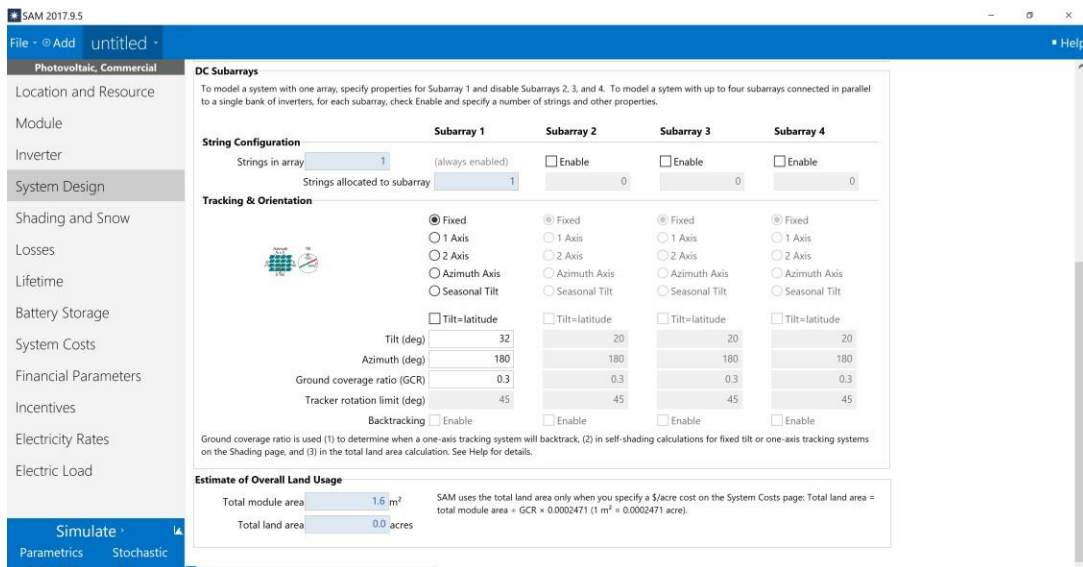 SAM 2017.9.5
File Add untitled Help
Photovoltaic, Commercial
Location and Resource
Module
Inverter
System Design
Shading and Snow
Losses
Lifetime
Battery Storage
System Costs
Financial Parameters
Incentives
Electricity Rates
Electric Load
Simulate
Parametrics Stochastic
DC Subarrays
To model a system with one array, specify properties for Subarray 1 and disable Subarrays 2, 3, and 4. To model a sytem with up to four subarrays connected in parallel
to a single bank of inverters, for each subarray, check Enable and specify a number of strings and other properties.
Subarray 1 Subarray 2 Subarray 3 Subarray 4
String Configuration
Strings in array 1 (always enabled) Enable Enable Enable
Strings allocated to subarray 1 0 0 0
Tracking & Orientation
Fixed Fixed Fixed Fixed
1 Axis 1 Axis 1 Axis 1 Axis
2 Axis 2 Axis 2 Axis 2 Axis
Azimuth Axis Azimuth Axis Azimuth Axis Azimuth Axis
Seasonal Tilt Seasonal Tilt Seasonal Tilt Seasonal Tilt
Tilt=latitude Tilt=latitude Tilt=latitude Tilt=latitude
Tilt (deg) 32 20 20 20
Azimuth (deg) 180 180 180 180
Ground coverage ratio (GCR) 0.3 0.3 0.3 0.3
Tracker rotation limit (deg) 45 45 45 45
Backtracking Enable Enable Enable Enable
Ground coverage ratio is used (1) to determine when a one-axis tracking system will backtrack, (2) in self-shading calculations for fixed tilt or one-axis tracking systems
on the Shading page, and (3) in the total land area calculation. See Help for details.
Estimate of Overall Land Usage
Total module area 1.6 m²
Total land area 0.0 acres
SAM uses the total land area only when you specify a $/acre cost on the System Costs page: Total land area =
total module area ÷ GCR × 0.0002471 (1 m² = 0.0002471 acre).